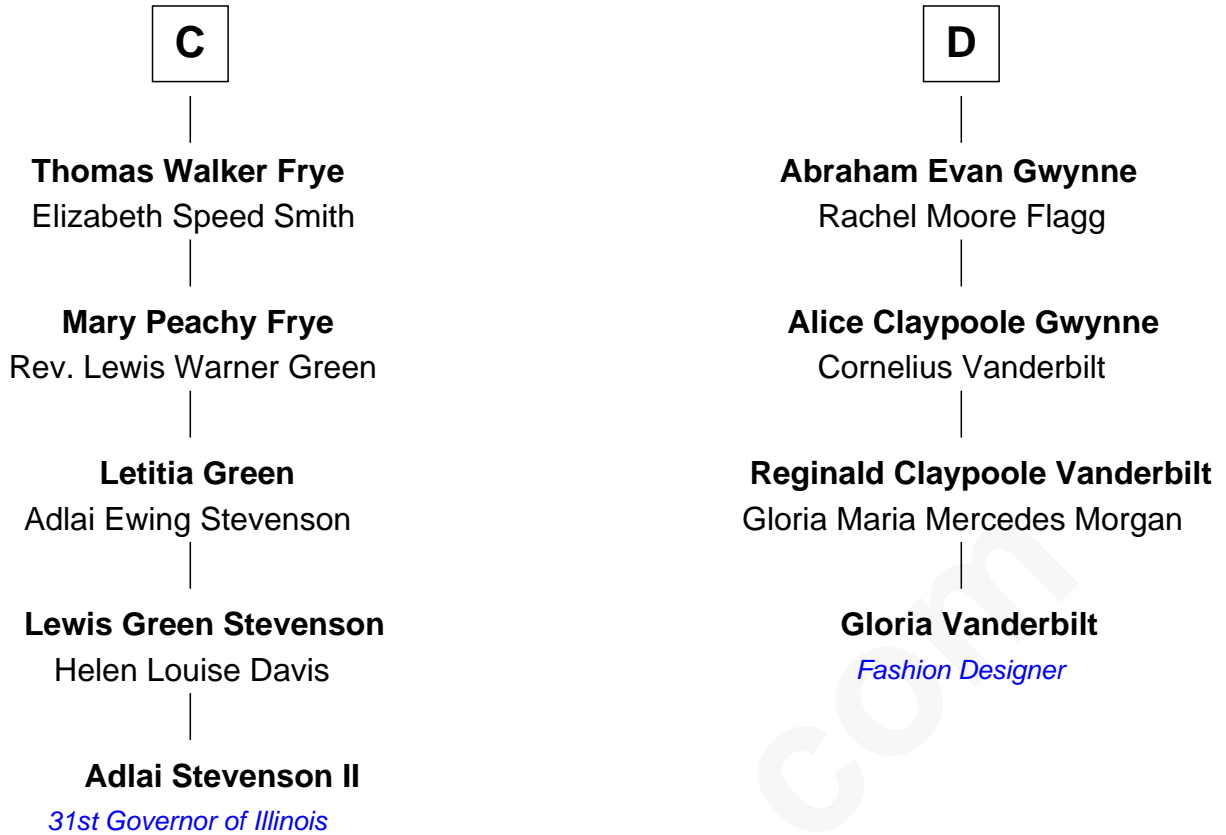 C
Thomas Walker Frye
Elizabeth Speed Smith
Mary Peachy Frye
Rev. Lewis Warner Green
Letitia Green
Adlai Ewing Stevenson
Lewis Green Stevenson
Helen Louise Davis
Adlai Stevenson II
31st Governor of Illinois
D
Abraham Evan Gwynne
Rachel Moore Flagg
Alice Claypoole Gwynne
Cornelius Vanderbilt
Reginald Claypoole Vanderbilt
Gloria Maria Mercedes Morgan
Gloria Vanderbilt
Fashion Designer
com